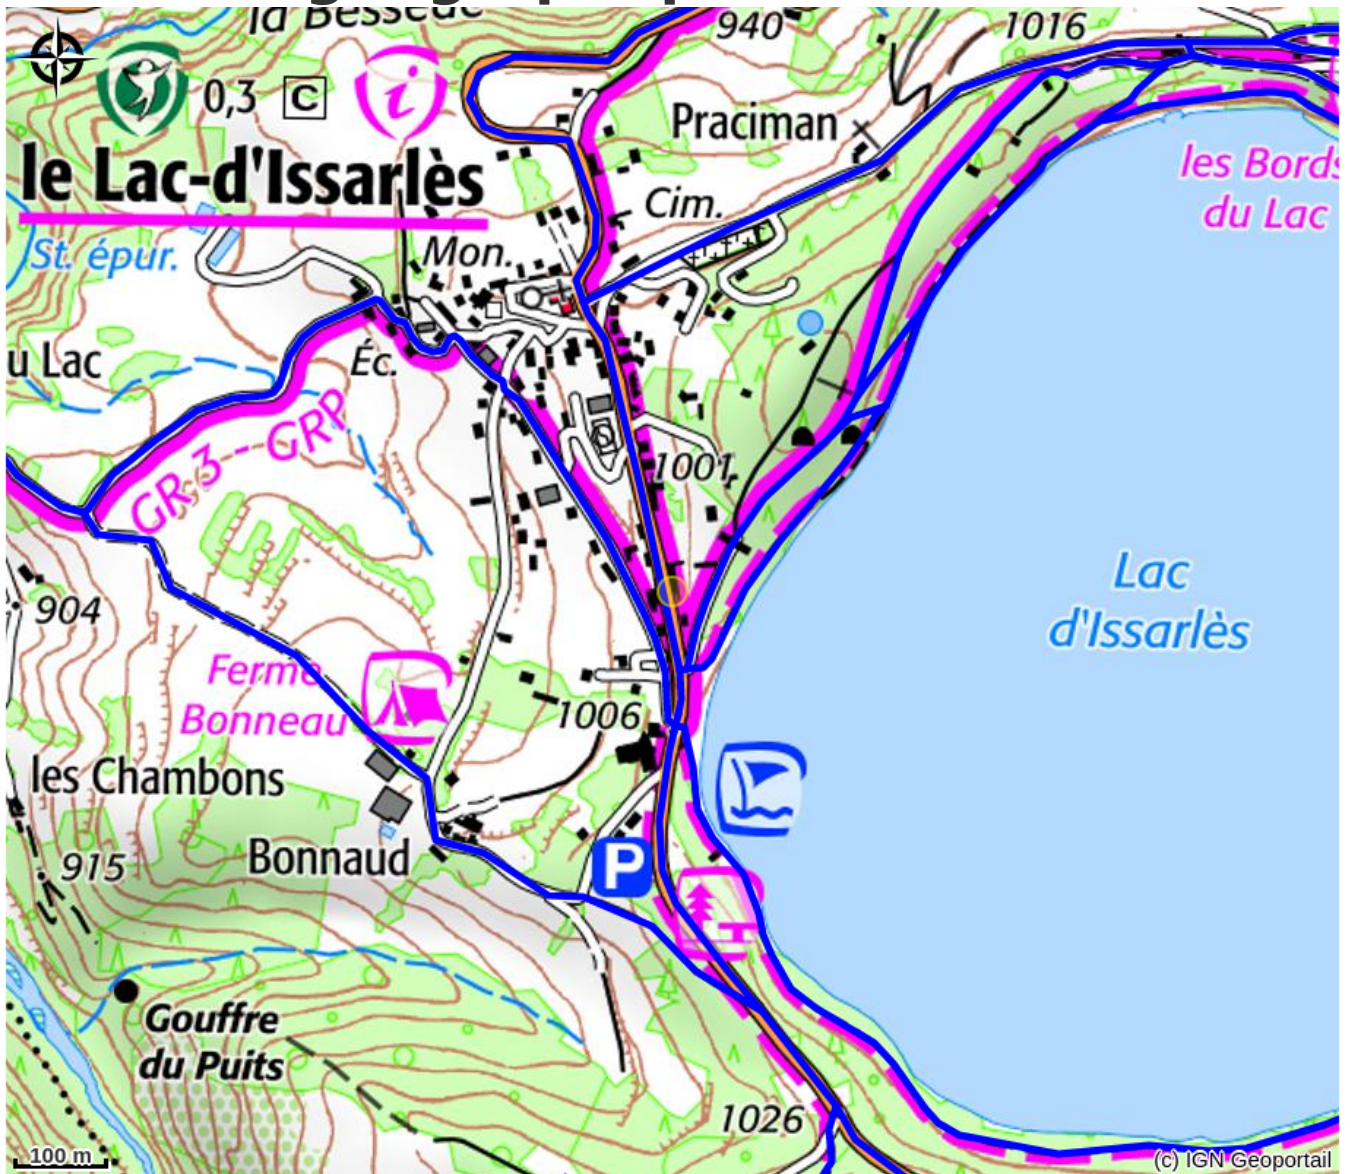 la Besseue
940
1016
0,3 C i
Praciman
le Lac-d'Issarlès
les Bords
du Lac
Cim.
St. épur.
Mon.
u Lac
Éc.
GR 3 - GRP
1001
Lac
d'Issarlès
904
Ferme
Bonneau
1006
les Chambons
P
915
Bonnaud
Gouffre
du Puits
1026
100 m
(c) IGN Geoportail